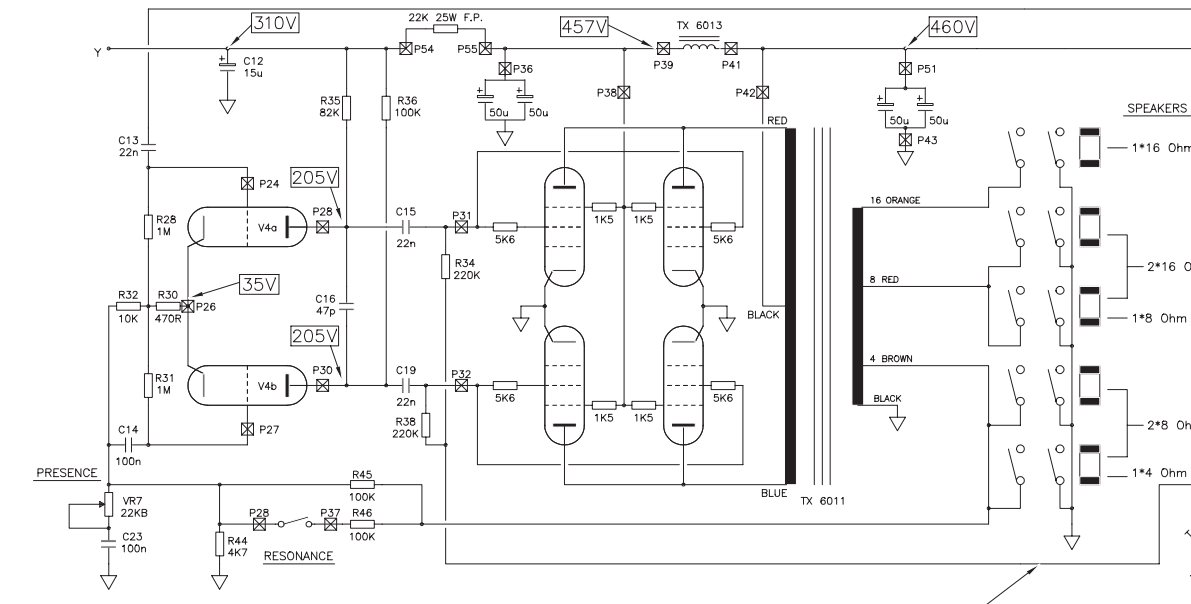 310V
22K 25W F.P.
457V
TX 6013
460V
Y
P54
P55
+
C12
15u
P36
P39
P41
P51
R35
82K
R36
100K
+
+
50u
50u
P38
P42
+
+
50u
50u
SPEAKERS
RED
C13
22n
P43
1*16 Ohm
205V
P24
P28
C15
22n
P31
1K5
1K5
16 ORANGE
R28
1M
V4a
5K6
5K6
R34
220K
2*16 O
35V
8 RED
R32
10K
R30
470R
P26
C16
47p
BLACK
1*8 Ohm
205V
4 BROWN
P30
C19
22n
P32
R31
1M
V4b
5K6
5K6
BLACK
R38
220K
1K5
1K5
C14
100n
P27
2*8 Oh
PRESENCE
R45
100K
1*4 Ohm
BLUE
TX 6011
VR7
22KB
P28
P37
R46
100K
C23
100n
R44
4K7
RESONANCE